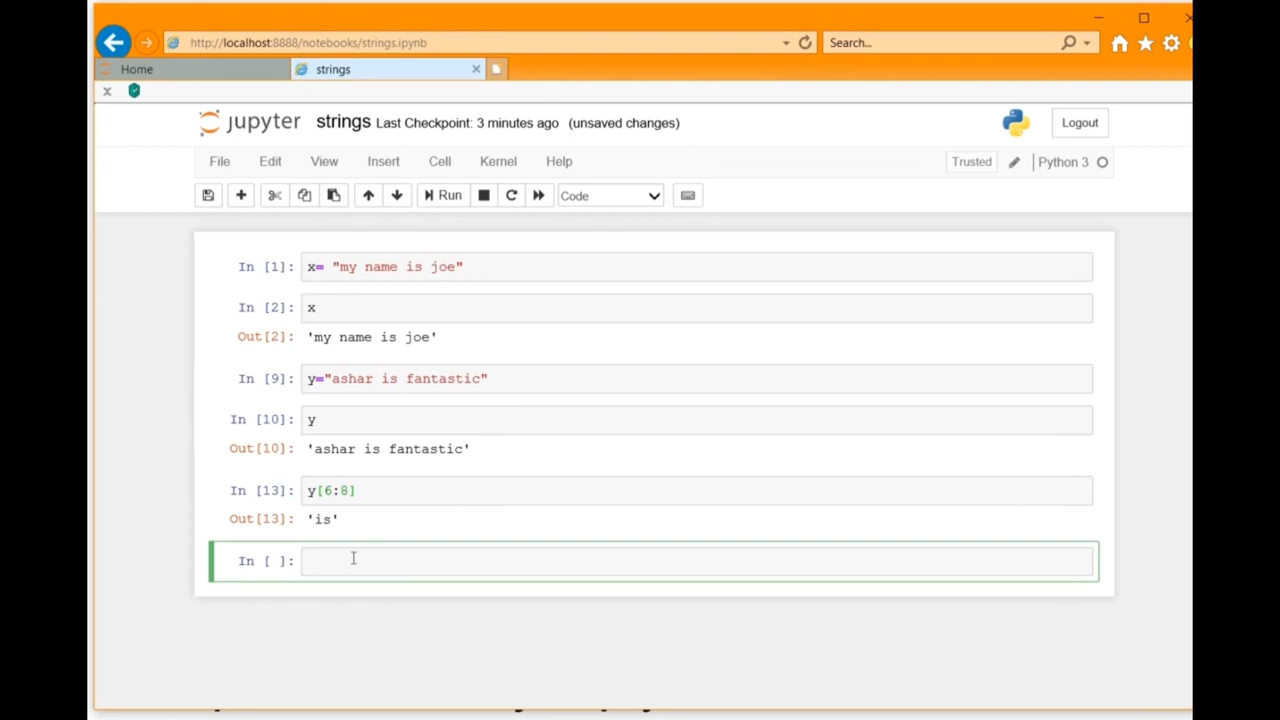 http://localhost:8888/notebooks/strings.ipynb Search...
Home strings
jupyter strings Last Checkpoint: 3 minutes ago (unsaved changes) Logout
File Edit View Insert Cell Kernel Help Trusted Python 3
Run Code
In [1]: x= "my name is joe"
In [2]: x
Out[2]: 'my name is joe'
In [9]: y="ashar is fantastic"
In [10]: y
Out[10]: 'ashar is fantastic'
In [13]: y[6:8]
Out[13]: 'is'
In [ ]: